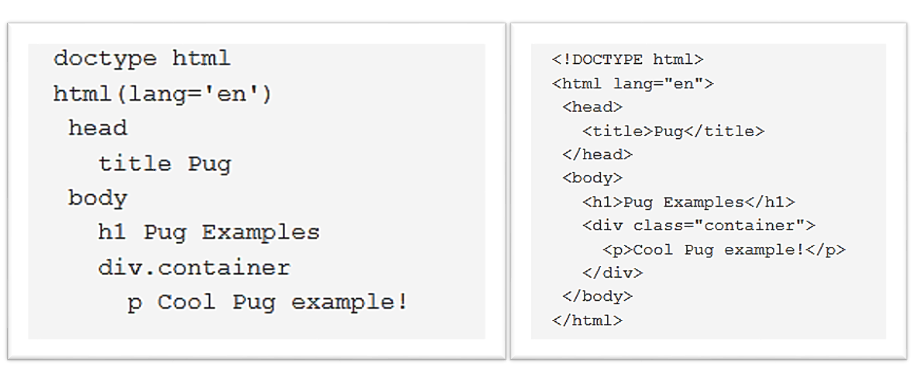 doctype html
html(lang='en')
head
title Pug
body
h1 Pug Examples
div.container
p Cool Pug example!
<!DOCTYPE html>
<html lang="en">
<head>
<title>Pug</title>
</head>
<body>
<h1>Pug Examples</h1>
<div class="container">
<p>Cool Pug example!</p>
</div>
</body>
</html>